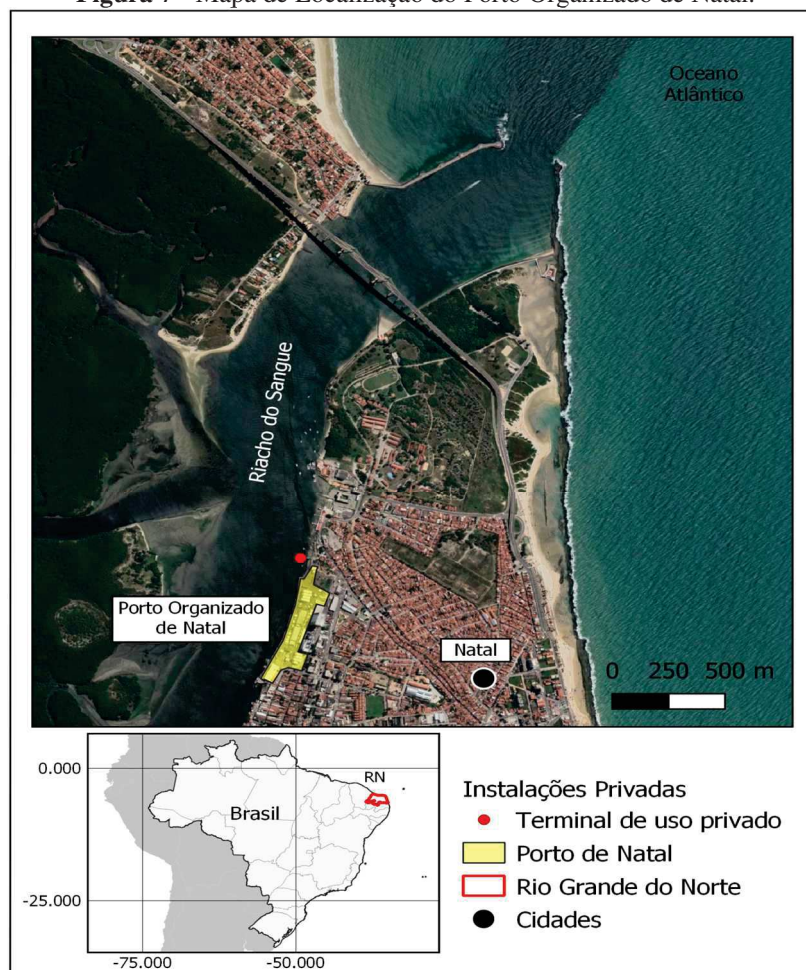 Figura 7 - Mapa de Localização do Porto Organizado de Natal.
Oceano
Atlântico
Riacho do Sangue
Porto Organizado
de Natal
Natal
0 250 500 m
0.000
RN
Brasil
-25.000
-75.000 -50.000
Instalações Privadas
Terminal de uso privado
Porto de Natal
Rio Grande do Norte
Cidades